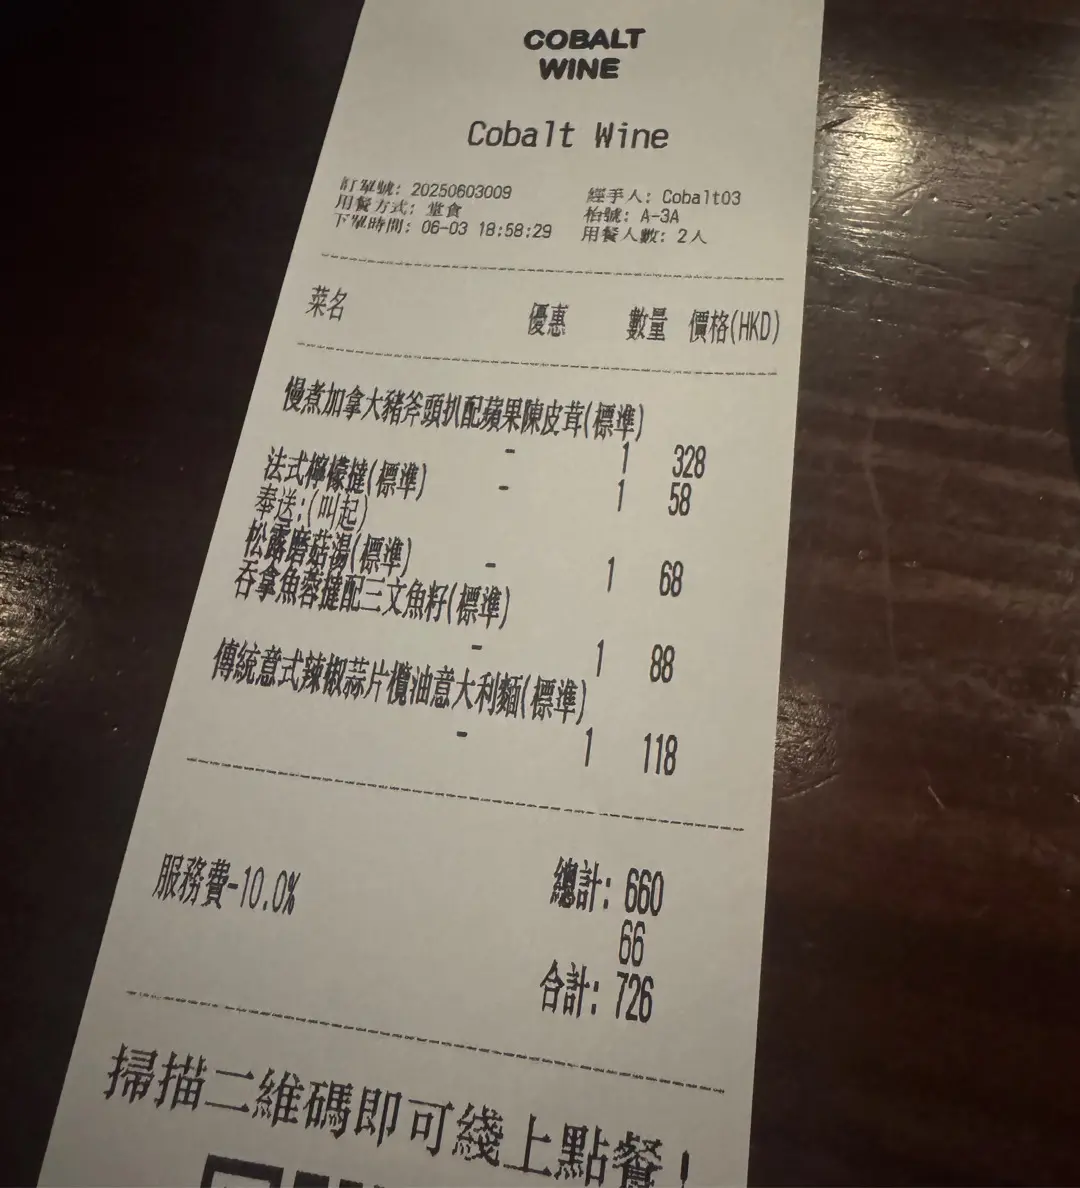 COBALT
WINE
Cobalt Wine
訂單號: 20250603009 經手人: Cobalt03
用餐方式: 堂食 枱號: A-3A
下單時間: 06-03 18:58:29 用餐人數: 2人
菜名 優惠 數量 價格(HKD)
慢煮加拿大豬斧頭扒配蘋果陳皮茸(標準)
- 1 328
法式檸檬撻(標準)
- 1 58
奉送:(叫起)
松露磨菇湯(標準)
- 1 68
吞拿魚蓉撻配三文魚籽(標準)
- 1 88
傳統意式辣椒蒜片欖油意大利麵(標準)
- 1 118
總計: 660
服務費-10.0% 66
合計: 726
掃描二維碼即可綫上點餐!